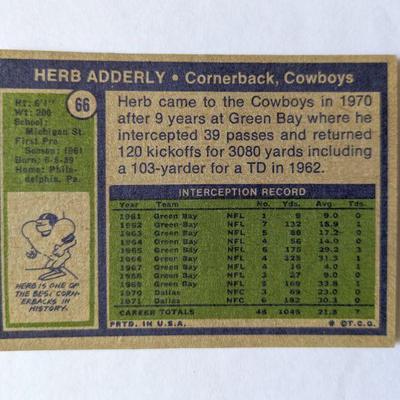 HERB ADDERLY • Cornerback, Cowboys
66
Ht: 6'1"
Wt: 200
School:
Michigan St.
First Pro
Season: 1961
Born: 6-8-39
Home: Phila-
delphia, Pa.
Herb came to the Cowboys in 1970
after 9 years at Green Bay where he
intercepted 39 passes and returned
120 kickoffs for 3080 yards including
a 103-yarder for a TD in 1962.
INTERCEPTION RECORD
Year Team No. Yds. Avg. Tds.
1961 Green Bay NFL 1 9 9.0 0
1962 Green Bay NFL 7 132 18.9 1
1963 Green Bay NFL 5 86 0
1964 Green Bay NFL 4 56 14.0 0
1965 Green Bay NFL 6 175 29.2 3
1966 Green Bay NFL 4 125 31.3 1
1967 Green Bay NFL 4 16 4.0 1
1968 Green Bay NFL 3 27 9.0 0
1969 Green Bay NFL 5 169 33.8 1
1970 Dallas NFC 3 69 23.0 0
1971 Dallas NFC 6 182 30.3 0
CAREER TOTALS 48 1046 7
HERB IS ONE OF
THE BEST CORN-
ERBACKS IN
HISTORY.
PRTD. IN U.S.A.
©T.C.G.